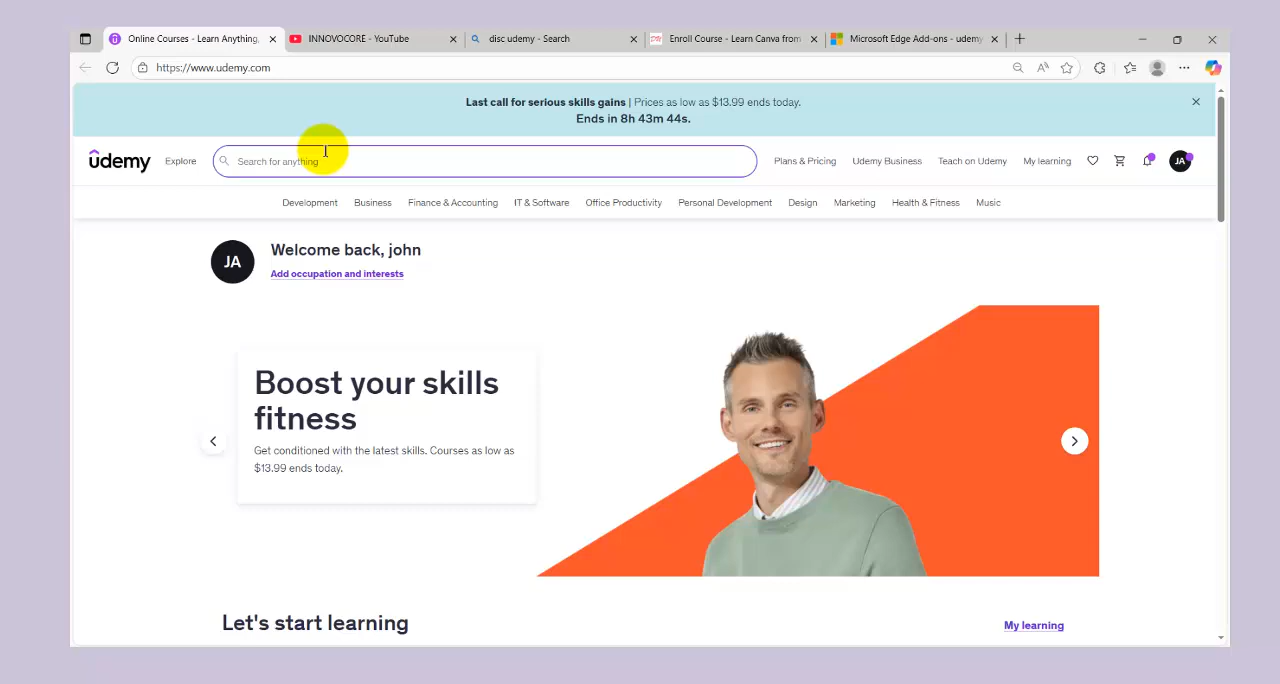 Online Courses - Learn Anything,
INNOVOCORE - YouTube
disc udemy - Search
Enroll Course - Learn Canva from
Microsoft Edge Add-ons - udemy
https://www.udemy.com
Last call for serious skills gains | Prices as low as $13.99 ends today.
Ends in 8h 43m 44s.
udemy
Explore
Search for anything
Plans & Pricing
Udemy Business
Teach on Udemy
My learning
JA
Development
Business
Finance & Accounting
IT & Software
Office Productivity
Personal Development
Design
Marketing
Health & Fitness
Music
JA
Welcome back, john
Add occupation and interests
Boost your skills
fitness
Get conditioned with the latest skills. Courses as low as
$13.99 ends today.
Let's start learning
My learning